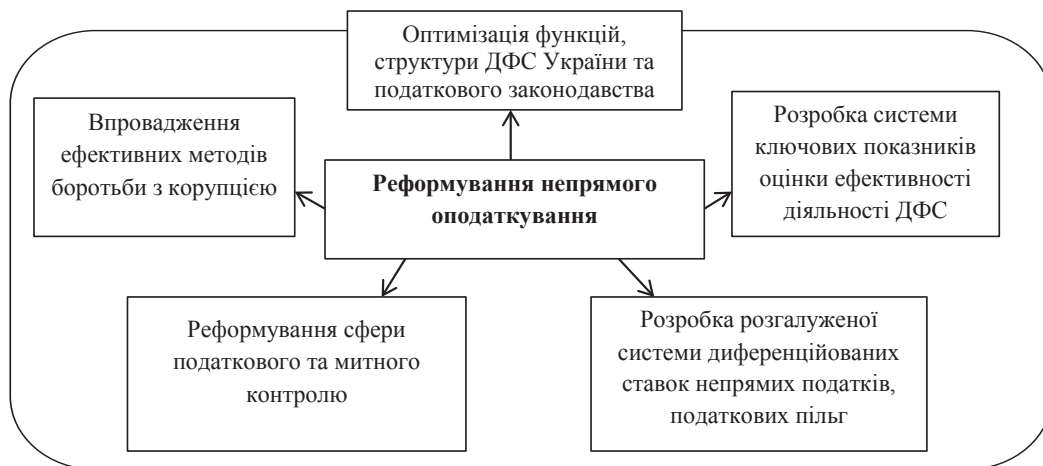 Оптимізація функцій,
структури ДФС України та
податкового законодавства
Впровадження
ефективних методів
боротьби з корупцією
Розробка системи
ключових показників
оцінки ефективності
діяльності ДФС
Реформування непрямого
оподаткування
Реформування сфери
податкового та митного
контролю
Розробка розгалуженої
системи диференційованих
ставок непрямих податків,
податкових пільг